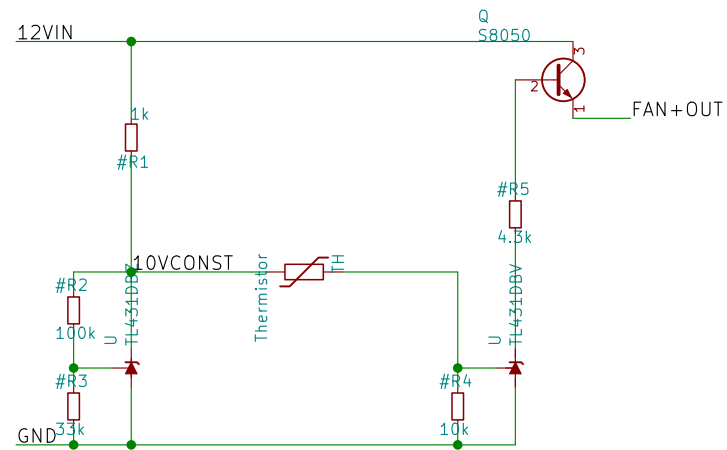 12VIN
Q
S8050
3
2
1
FAN+OUT
1k
#R1
#R5
4.3k
10VCONST
TH
Thermistor
#R2
100k
U
TL431DBZ
U
TL431DBV
#R3
33k
#R4
10k
GND